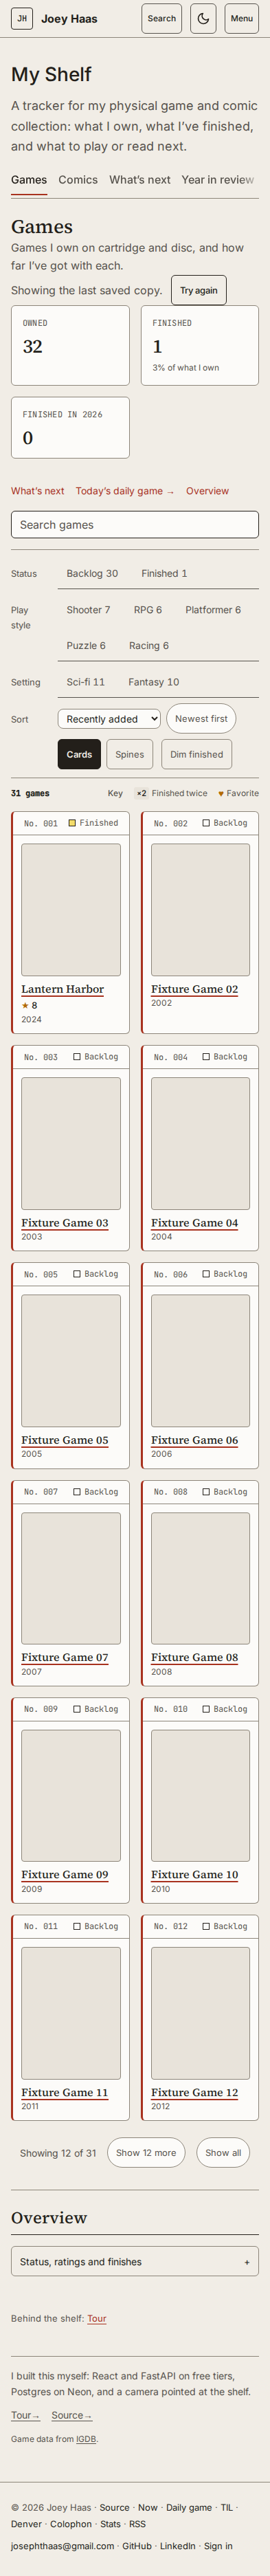 JH Joey Haas Search Menu
My Shelf
A tracker for my physical game and comic
collection: what I own, what I've finished,
and what to play or read next.
Games Comics What's next Year in review
Games
Games I own on cartridge and disc, and how
far I've got with each.
Showing the last saved copy. Try again
OWNED
32
FINISHED
1
3% of what I own
FINISHED IN 2026
0
What's next Today's daily game → Overview
Search games
Status Backlog 30 Finished 1
Play style Shooter 7 RPG 6 Platformer 6
Puzzle 6 Racing 6
Setting Sci-fi 11 Fantasy 10
Sort Recently added Newest first
Cards Spines Dim finished
31 games Key ×2 Finished twice ♥ Favorite
No. 001 Finished
Lantern Harbor
★ 8
2024
No. 002 Backlog
Fixture Game 02
2002
No. 003 Backlog
Fixture Game 03
2003
No. 004 Backlog
Fixture Game 04
2004
No. 005 Backlog
Fixture Game 05
2005
No. 006 Backlog
Fixture Game 06
2006
No. 007 Backlog
Fixture Game 07
2007
No. 008 Backlog
Fixture Game 08
2008
No. 009 Backlog
Fixture Game 09
2009
No. 010 Backlog
Fixture Game 10
2010
No. 011 Backlog
Fixture Game 11
2011
No. 012 Backlog
Fixture Game 12
2012
Showing 12 of 31 Show 12 more Show all
Overview
Status, ratings and finishes +
Behind the shelf: Tour
I built this myself: React and FastAPI on free tiers,
Postgres on Neon, and a camera pointed at the shelf.
Tour→ Source→
Game data from IGDB.
© 2026 Joey Haas · Source · Now · Daily game · TIL ·
Denver · Colophon · Stats · RSS
josephthaas@gmail.com · GitHub · LinkedIn · Sign in